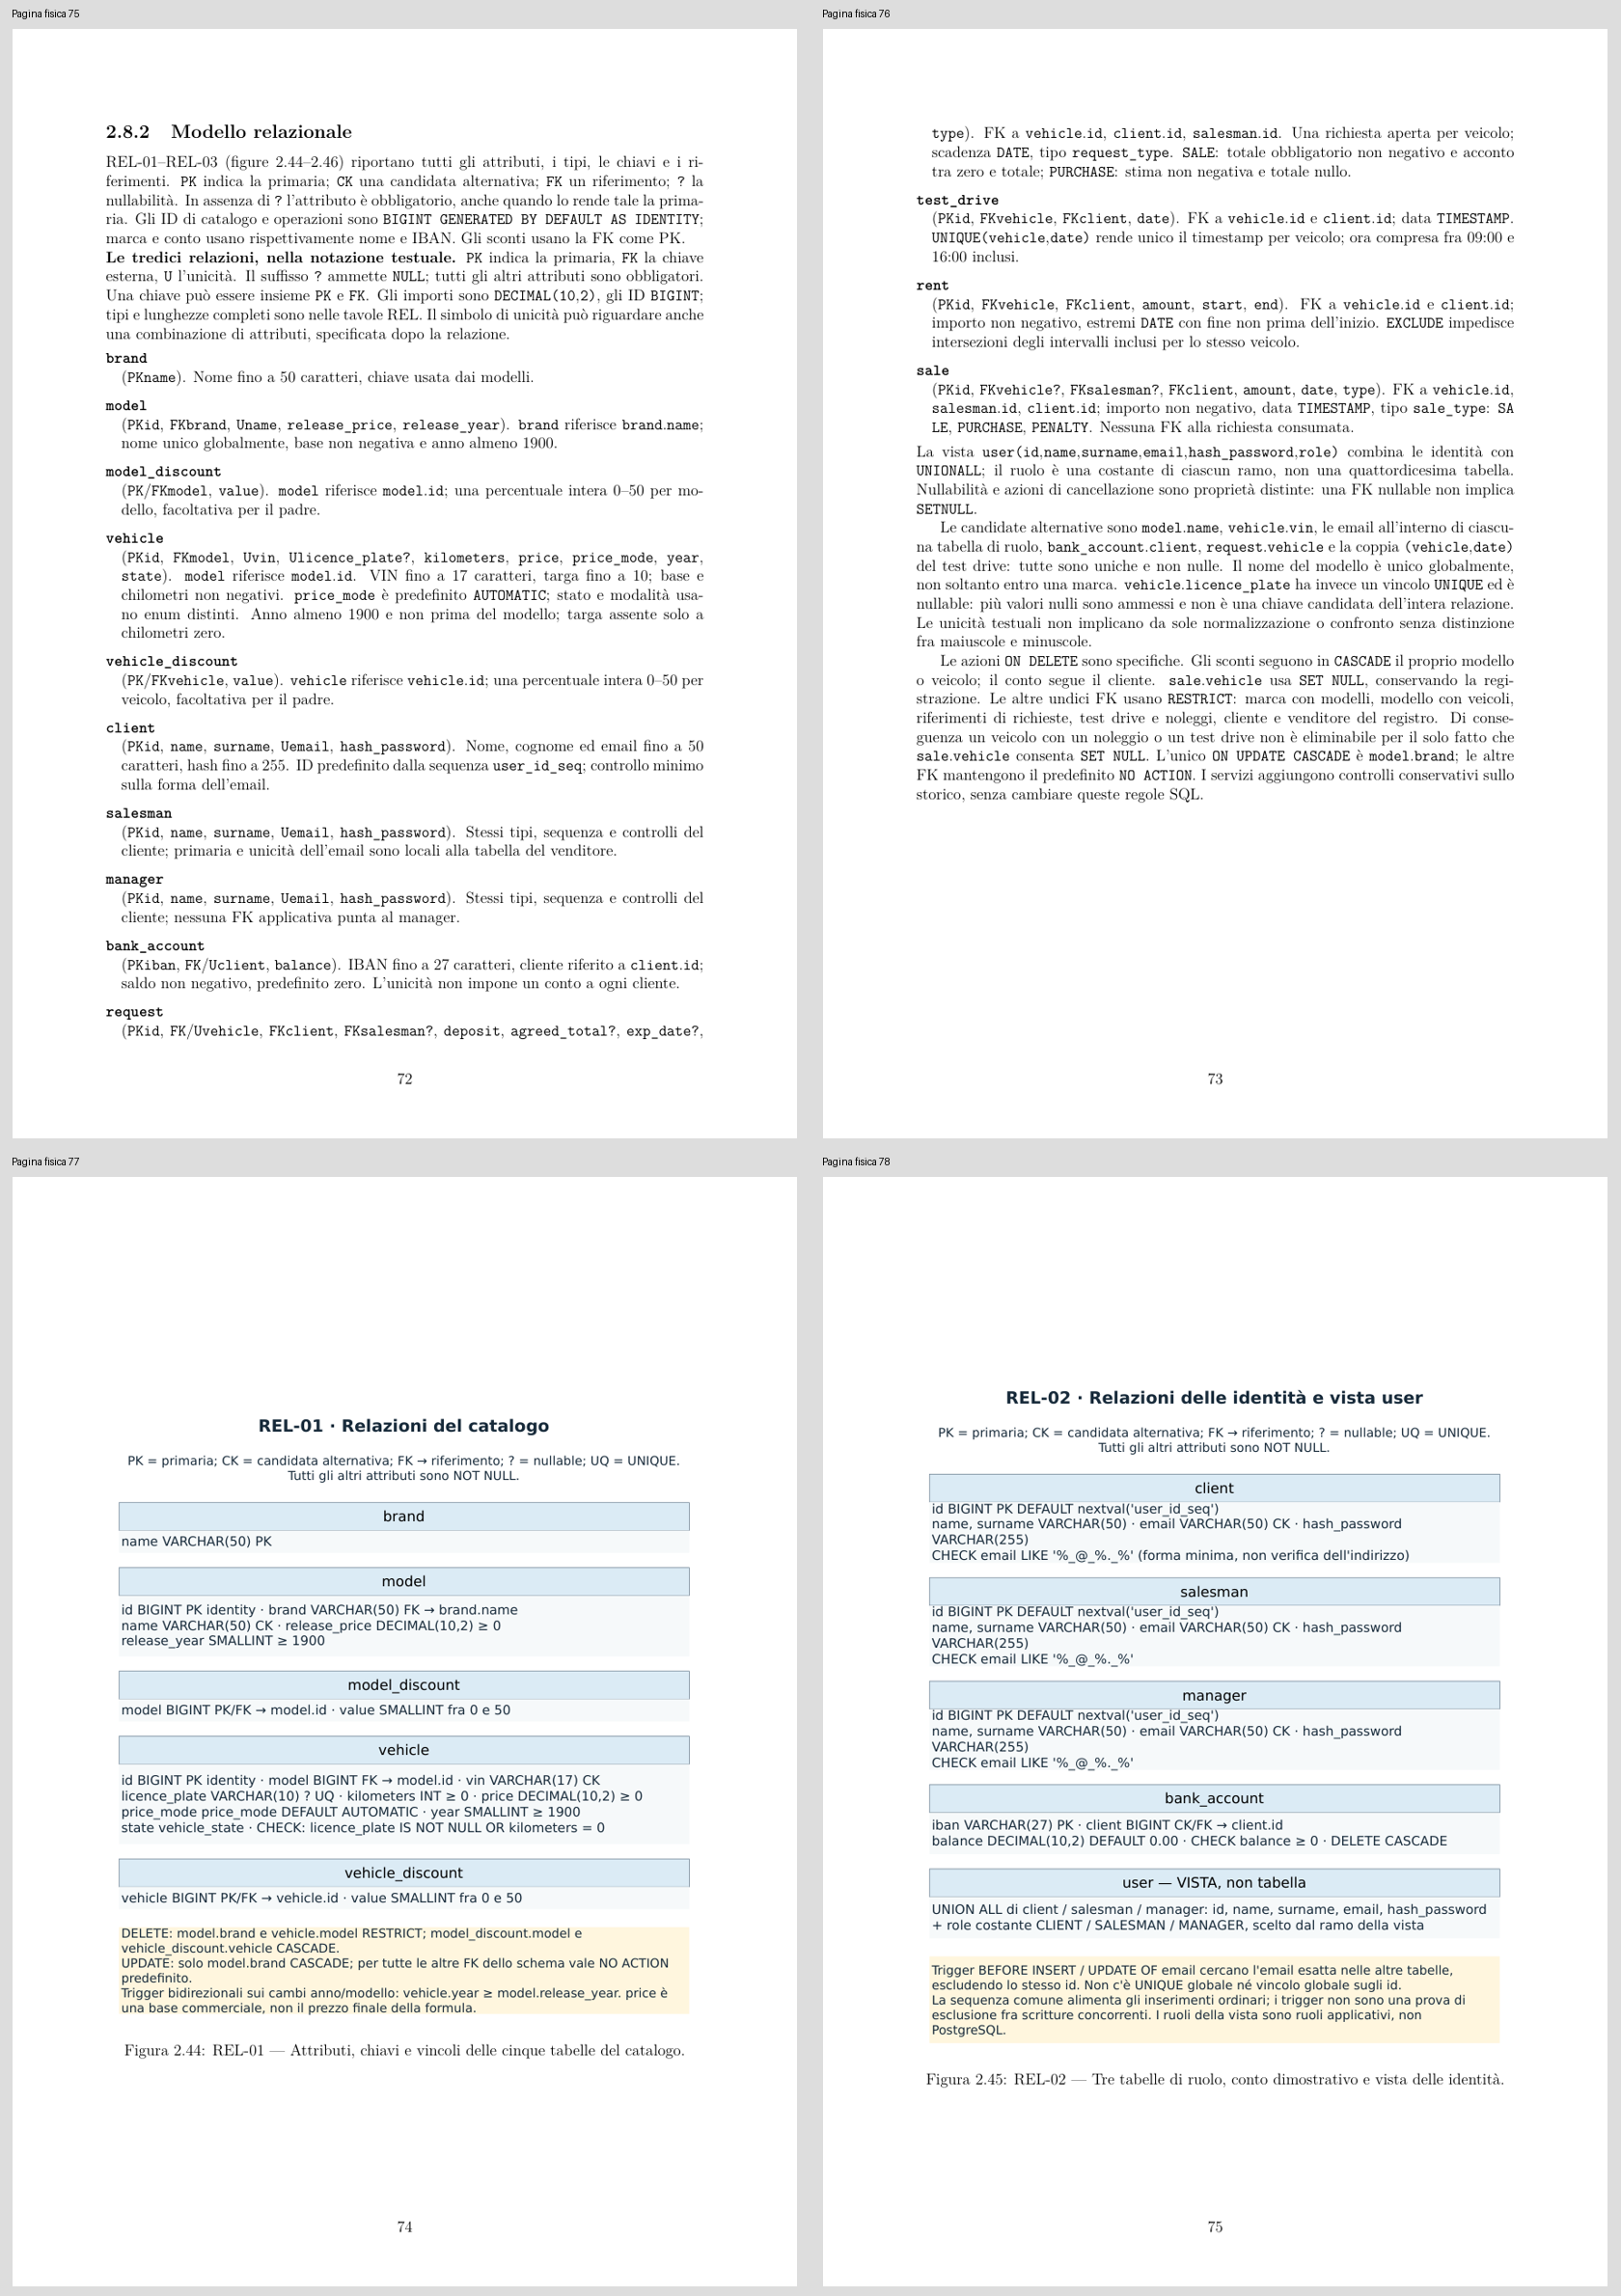 Pagina fisica 75
2.8.2 Modello relazionale
REL-01–REL-03 (figure 2.44–2.46) riportano tutti gli attributi, i tipi, le chiavi e i ri-
ferimenti. PK indica la primaria; CK una candidata alternativa; FK un riferimento; ? la
nullabilità. In assenza di ? l'attributo è obbligatorio, anche quando lo rende tale la prima-
ria. Gli ID di catalogo e operazioni sono BIGINT GENERATED BY DEFAULT AS IDENTITY;
marca e conto usano rispettivamente nome e IBAN. Gli sconti usano la FK come PK.
Le tredici relazioni, nella notazione testuale. PK indica la primaria, FK la chiave
esterna, U l'unicità. Il suffisso ? ammette NULL; tutti gli altri attributi sono obbligatori.
Una chiave può essere insieme PK e FK. Gli importi sono DECIMAL(10,2), gli ID BIGINT;
tipi e lunghezze completi sono nelle tavole REL. Il simbolo di unicità può riguardare anche
una combinazione di attributi, specificata dopo la relazione.
brand
(PKname). Nome fino a 50 caratteri, chiave usata dai modelli.
model
(PKid, FKbrand, Uname, release_price, release_year). brand riferisce brand.name;
nome unico globalmente, base non negativa e anno almeno 1900.
model_discount
(PK/FKmodel, value). model riferisce model.id; una percentuale intera 0–50 per mo-
dello, facoltativa per il padre.
vehicle
(PKid, FKmodel, Uvin, Ulicence_plate?, kilometers, price, price_mode, year,
state). model riferisce model.id. VIN fino a 17 caratteri, targa fino a 10; base e
chilometri non negativi. price_mode è predefinito AUTOMATIC; stato e modalità usa-
no enum distinti. Anno almeno 1900 e non prima del modello; targa assente solo a
chilometri zero.
vehicle_discount
(PK/FKvehicle, value). vehicle riferisce vehicle.id; una percentuale intera 0–50 per
veicolo, facoltativa per il padre.
client
(PKid, name, surname, Uemail, hash_password). Nome, cognome ed email fino a 50
caratteri, hash fino a 255. ID predefinito dalla sequenza user_id_seq; controllo minimo
sulla forma dell'email.
salesman
(PKid, name, surname, Uemail, hash_password). Stessi tipi, sequenza e controlli del
cliente; primaria e unicità dell'email sono locali alla tabella del venditore.
manager
(PKid, name, surname, Uemail, hash_password). Stessi tipi, sequenza e controlli del
cliente; nessuna FK applicativa punta al manager.
bank_account
(PKiban, FK/Uclient, balance). IBAN fino a 27 caratteri, cliente riferito a client.id;
saldo non negativo, predefinito zero. L'unicità non impone un conto a ogni cliente.
request
(PKid, FK/Uvehicle, FKclient, FKsalesman?, deposit, agreed_total?, exp_date?,
72
Pagina fisica 76
type). FK a vehicle.id, client.id, salesman.id. Una richiesta aperta per veicolo;
scadenza DATE, tipo request_type. SALE: totale obbligatorio non negativo e acconto
tra zero e totale; PURCHASE: stima non negativa e totale nullo.
test_drive
(PKid, FKvehicle, FKclient, date). FK a vehicle.id e client.id; data TIMESTAMP.
UNIQUE(vehicle,date) rende unico il timestamp per veicolo; ora compresa fra 09:00 e
16:00 inclusi.
rent
(PKid, FKvehicle, FKclient, amount, start, end). FK a vehicle.id e client.id;
importo non negativo, estremi DATE con fine non prima dell'inizio. EXCLUDE impedisce
intersezioni degli intervalli inclusi per lo stesso veicolo.
sale
(PKid, FKvehicle?, FKsalesman?, FKclient, amount, date, type). FK a vehicle.id,
salesman.id, client.id; importo non negativo, data TIMESTAMP, tipo sale_type: SA
LE, PURCHASE, PENALTY. Nessuna FK alla richiesta consumata.
La vista user(id,name,surname,email,hash_password,role) combina le identità con
UNIONALL; il ruolo è una costante di ciascun ramo, non una quattordicesima tabella.
Nullabilità e azioni di cancellazione sono proprietà distinte: una FK nullable non implica
SETNULL.
Le candidate alternative sono model.name, vehicle.vin, le email all'interno di ciascu-
na tabella di ruolo, bank_account.client, request.vehicle e la coppia (vehicle,date)
del test drive: tutte sono uniche e non nulle. Il nome del modello è unico globalmente,
non soltanto entro una marca. vehicle.licence_plate ha invece un vincolo UNIQUE ed è
nullable: più valori nulli sono ammessi e non è una chiave candidata dell'intera relazione.
Le unicità testuali non implicano da sole normalizzazione o confronto senza distinzione
fra maiuscole e minuscole.
Le azioni ON DELETE sono specifiche. Gli sconti seguono in CASCADE il proprio modello
o veicolo; il conto segue il cliente. sale.vehicle usa SET NULL, conservando la regi-
strazione. Le altre undici FK usano RESTRICT: marca con modelli, modello con veicoli,
riferimenti di richieste, test drive e noleggi, cliente e venditore del registro. Di conse-
guenza un veicolo con un noleggio o un test drive non è eliminabile per il solo fatto che
sale.vehicle consenta SET NULL. L'unico ON UPDATE CASCADE è model.brand; le altre
FK mantengono il predefinito NO ACTION. I servizi aggiungono controlli conservativi sullo
storico, senza cambiare queste regole SQL.
73
Pagina fisica 77
REL-01 · Relazioni del catalogo
PK = primaria; CK = candidata alternativa; FK → riferimento; ? = nullable; UQ = UNIQUE.
Tutti gli altri attributi sono NOT NULL.
brand
name VARCHAR(50) PK
model
id BIGINT PK identity · brand VARCHAR(50) FK → brand.name
name VARCHAR(50) CK · release_price DECIMAL(10,2) ≥ 0
release_year SMALLINT ≥ 1900
model_discount
model BIGINT PK/FK → model.id · value SMALLINT fra 0 e 50
vehicle
id BIGINT PK identity · model BIGINT FK → model.id · vin VARCHAR(17) CK
licence_plate VARCHAR(10) ? UQ · kilometers INT ≥ 0 · price DECIMAL(10,2) ≥ 0
price_mode price_mode DEFAULT AUTOMATIC · year SMALLINT ≥ 1900
state vehicle_state · CHECK: licence_plate IS NOT NULL OR kilometers = 0
vehicle_discount
vehicle BIGINT PK/FK → vehicle.id · value SMALLINT fra 0 e 50
DELETE: model.brand e vehicle.model RESTRICT; model_discount.model e
vehicle_discount.vehicle CASCADE.
UPDATE: solo model.brand CASCADE; per tutte le altre FK dello schema vale NO ACTION
predefinito.
Trigger bidirezionali sui cambi anno/modello: vehicle.year ≥ model.release_year. price è
una base commerciale, non il prezzo finale della formula.
Figura 2.44: REL-01 — Attributi, chiavi e vincoli delle cinque tabelle del catalogo.
74
Pagina fisica 78
REL-02 · Relazioni delle identità e vista user
PK = primaria; CK = candidata alternativa; FK → riferimento; ? = nullable; UQ = UNIQUE.
Tutti gli altri attributi sono NOT NULL.
client
id BIGINT PK DEFAULT nextval('user_id_seq')
name, surname VARCHAR(50) · email VARCHAR(50) CK · hash_password
VARCHAR(255)
CHECK email LIKE '%_@_%._%' (forma minima, non verifica dell'indirizzo)
salesman
id BIGINT PK DEFAULT nextval('user_id_seq')
name, surname VARCHAR(50) · email VARCHAR(50) CK · hash_password
VARCHAR(255)
CHECK email LIKE '%_@_%._%'
manager
id BIGINT PK DEFAULT nextval('user_id_seq')
name, surname VARCHAR(50) · email VARCHAR(50) CK · hash_password
VARCHAR(255)
CHECK email LIKE '%_@_%._%'
bank_account
iban VARCHAR(27) PK · client BIGINT CK/FK → client.id
balance DECIMAL(10,2) DEFAULT 0.00 · CHECK balance ≥ 0 · DELETE CASCADE
user — VISTA, non tabella
UNION ALL di client / salesman / manager: id, name, surname, email, hash_password
+ role costante CLIENT / SALESMAN / MANAGER, scelto dal ramo della vista
Trigger BEFORE INSERT / UPDATE OF email cercano l'email esatta nelle altre tabelle,
escludendo lo stesso id. Non c'è UNIQUE globale né vincolo globale sugli id.
La sequenza comune alimenta gli inserimenti ordinari; i trigger non sono una prova di
esclusione fra scritture concorrenti. I ruoli della vista sono ruoli applicativi, non
PostgreSQL.
Figura 2.45: REL-02 — Tre tabelle di ruolo, conto dimostrativo e vista delle identità.
75